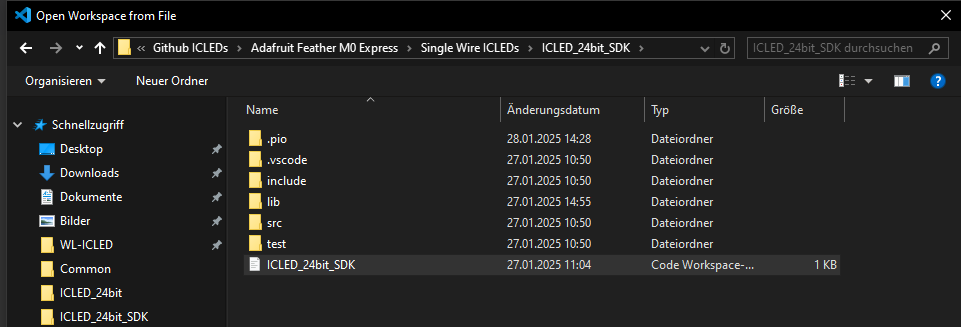 Open Workspace from File
« Github ICLEDs › Adafruit Feather M0 Express › Single Wire ICLEDs › ICLED_24bit_SDK › ICLED_24bit_SDK durchsuchen
Organisieren Neuer Ordner
Name Änderungsdatum Typ Größe
Schnellzugriff
Desktop
Downloads
Dokumente
Bilder
WL-ICLED
Common
ICLED_24bit
ICLED_24bit_SDK
.pio 28.01.2025 14:28 Dateiordner
.vscode 27.01.2025 10:50 Dateiordner
include 27.01.2025 10:50 Dateiordner
lib 27.01.2025 14:55 Dateiordner
src 27.01.2025 10:50 Dateiordner
test 27.01.2025 10:50 Dateiordner
ICLED_24bit_SDK 27.01.2025 11:04 Code Workspace-... 1 KB